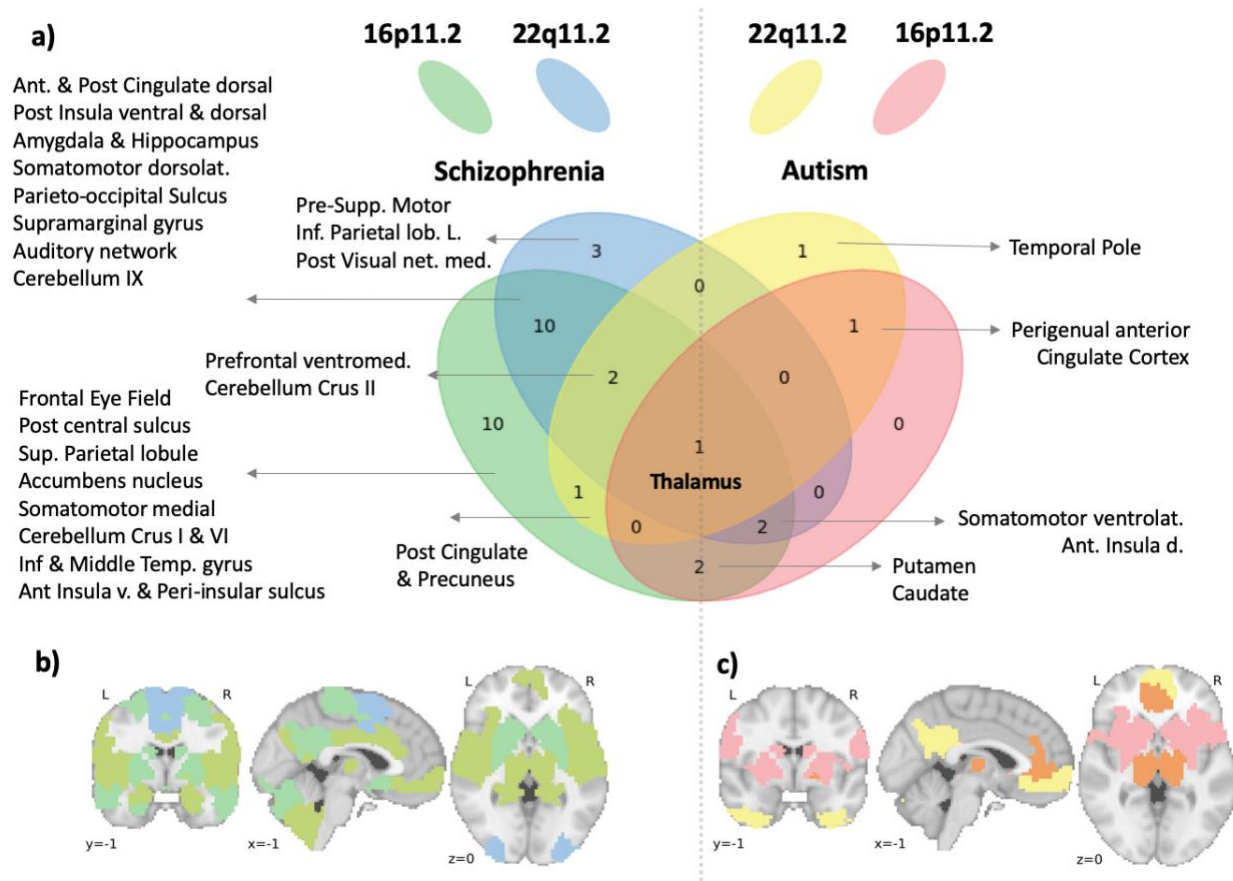 a)
16p11.2 22q11.2 22q11.2 16p11.2
Schizophrenia Autism
Ant. & Post Cingulate dorsal
Post Insula ventral & dorsal
Amygdala & Hippocampus
Somatomotor dorsolat.
Parieto-occipital Sulcus
Supramarginal gyrus
Auditory network
Cerebellum IX
Pre-Supp. Motor
Inf. Parietal lob. L.
Post Visual net. med.
Prefrontal ventromed.
Cerebellum Crus II
Frontal Eye Field
Post central sulcus
Sup. Parietal lobule
Accumbens nucleus
Somatomotor medial
Cerebellum Crus I & VI
Inf & Middle Temp. gyrus
Ant Insula v. & Peri-insular sulcus
Post Cingulate
& Precuneus
3
1
0
10
1
2
0
10
0
1
Thalamus
1
0
0
2
2
Temporal Pole
Perigenual anterior
Cingulate Cortex
Somatomotor ventrolat.
Ant. Insula d.
Putamen
Caudate
b)
L R
L R
y=-1
x=-1
z=0
c)
L R
L R
y=-1
x=-1
z=0